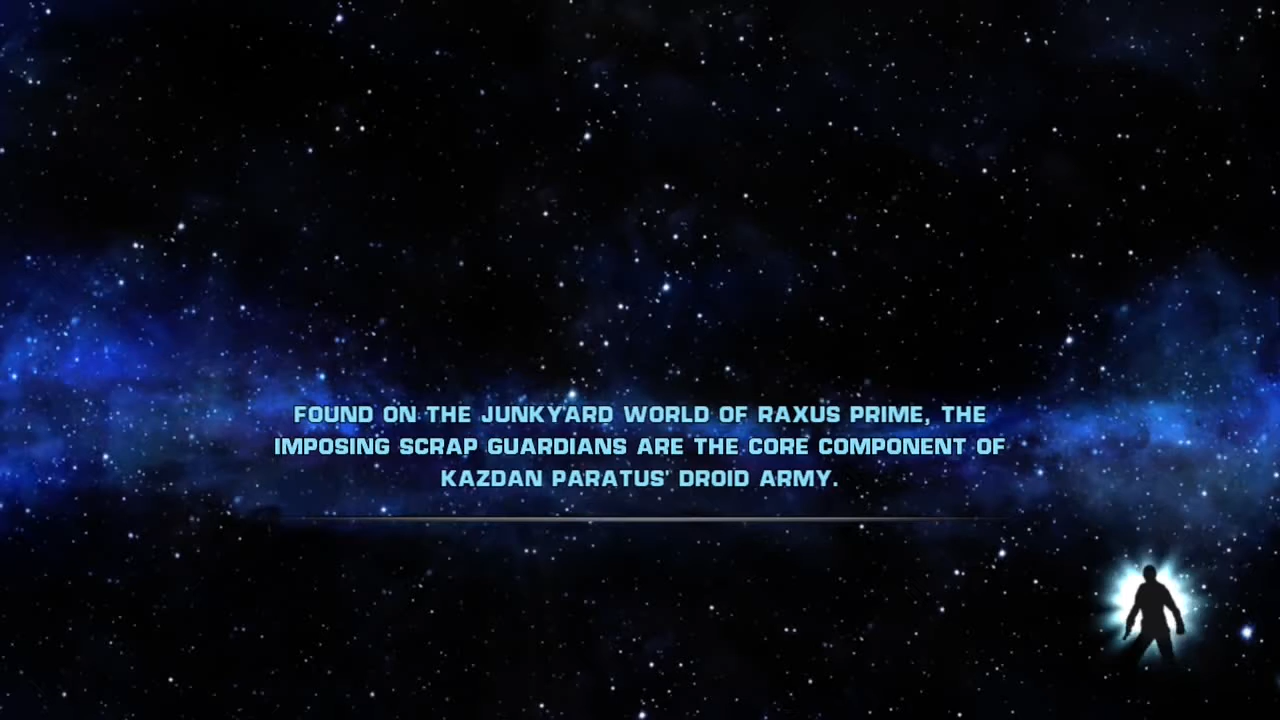 FOUND ON THE JUNKYARD WORLD OF RAXUS PRIME, THE
IMPOSING SCRAP GUARDIANS ARE THE CORE COMPONENT OF
KAZDAN PARATUS' DROID ARMY.